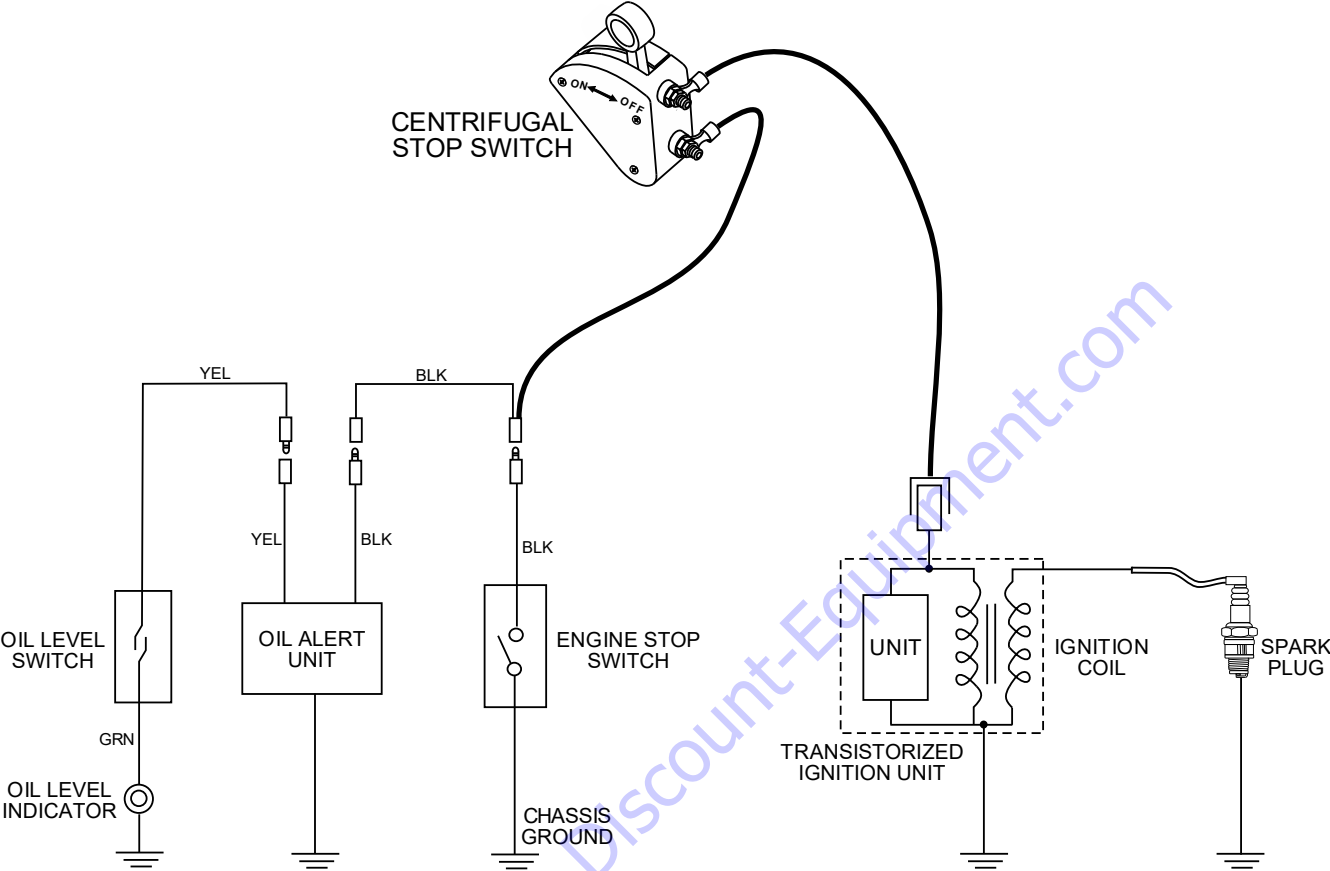 ON
OFF
CENTRIFUGAL
STOP SWITCH
YEL
BLK
YEL
BLK
BLK
OIL LEVEL
SWITCH
OIL ALERT
UNIT
ENGINE STOP
SWITCH
UNIT
IGNITION
COIL
SPARK
PLUG
GRN
TRANSISTORIZED
IGNITION UNIT
OIL LEVEL
INDICATOR
CHASSIS
GROUND
Discount-Equipment.com